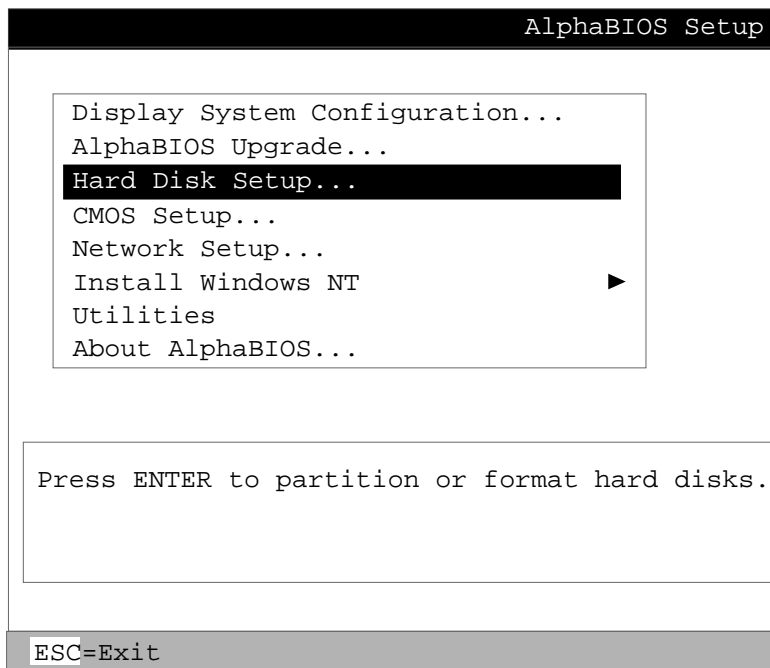 AlphaBIOS Setup
Display System Configuration...
AlphaBIOS Upgrade...
Hard Disk Setup...
CMOS Setup...
Network Setup...
Install Windows NT
Utilities
About AlphaBIOS...
Press ENTER to partition or format hard disks.
ESC=Exit